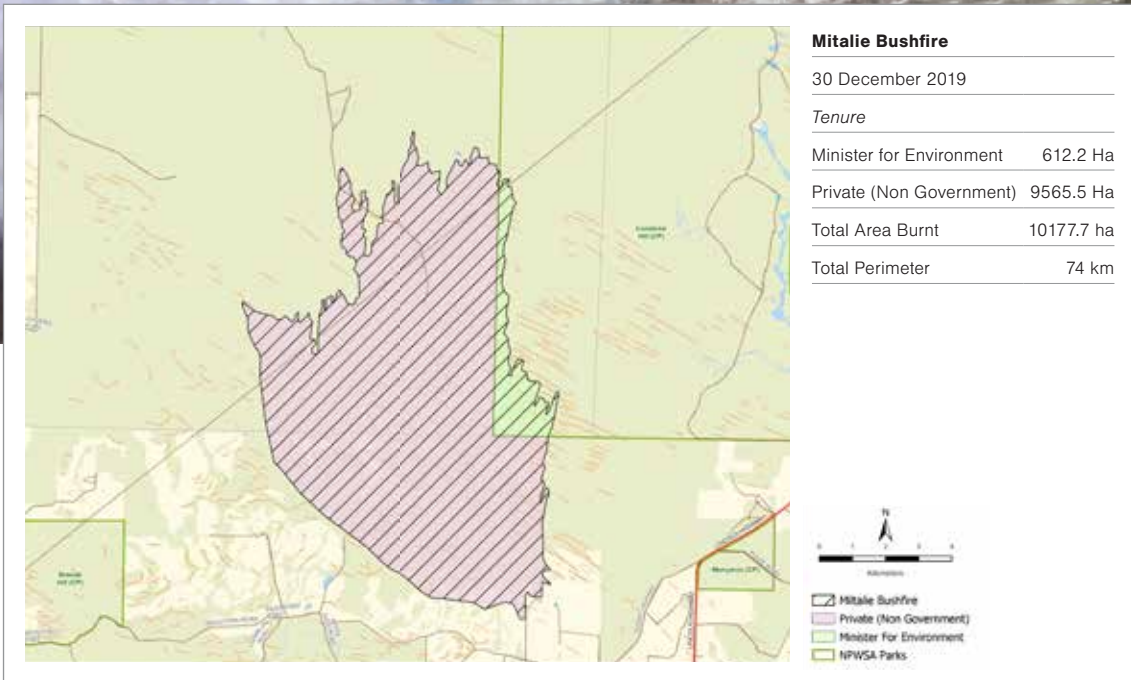 Mitalie Bushfire
30 December 2019
Tenure
Minister for Environment 612.2 Ha
Private (Non Government) 9565.5 Ha
Total Area Burnt 10177.7 ha
Total Perimeter 74 km
N
Kilometers
Mitalie Bushfire
Private (Non Government)
Minister For Environment
NPWSA Parks